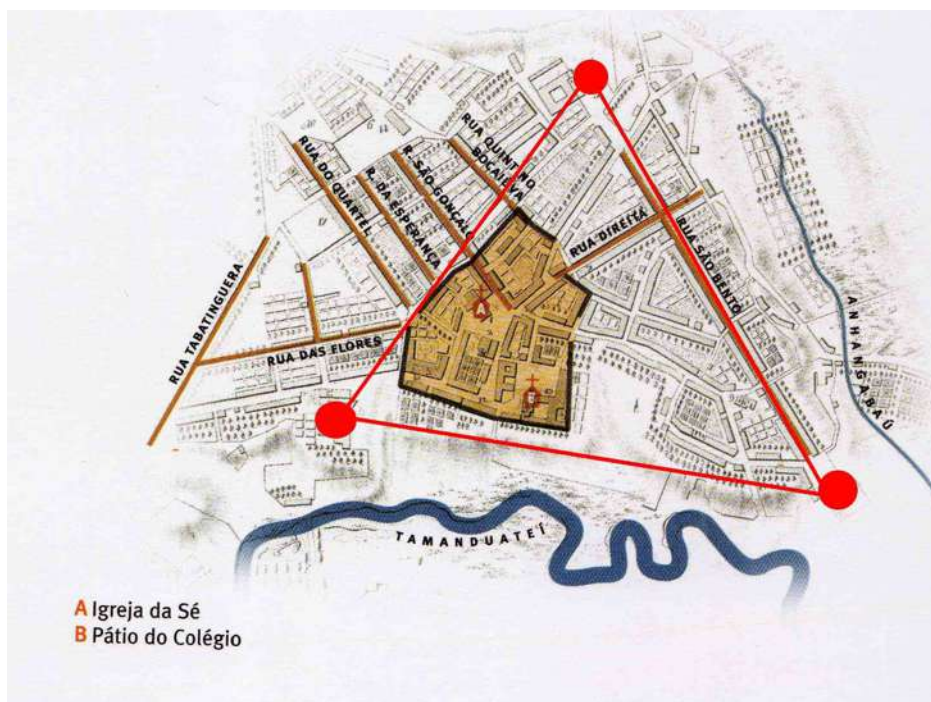 RUA QUINTINO
BOCAIÚVA
R. SÃO GONÇALO
RUA DO QUARTEL
R. DA ESPERANÇA
RUA DIREITA
RUA SÃO BENTO
RUA TABATINGUERA
RUA DAS FLORES
ANHANGABAÚ
A
B
TAMANDUATEÍ
A Igreja da Sé
B Pátio do Colégio